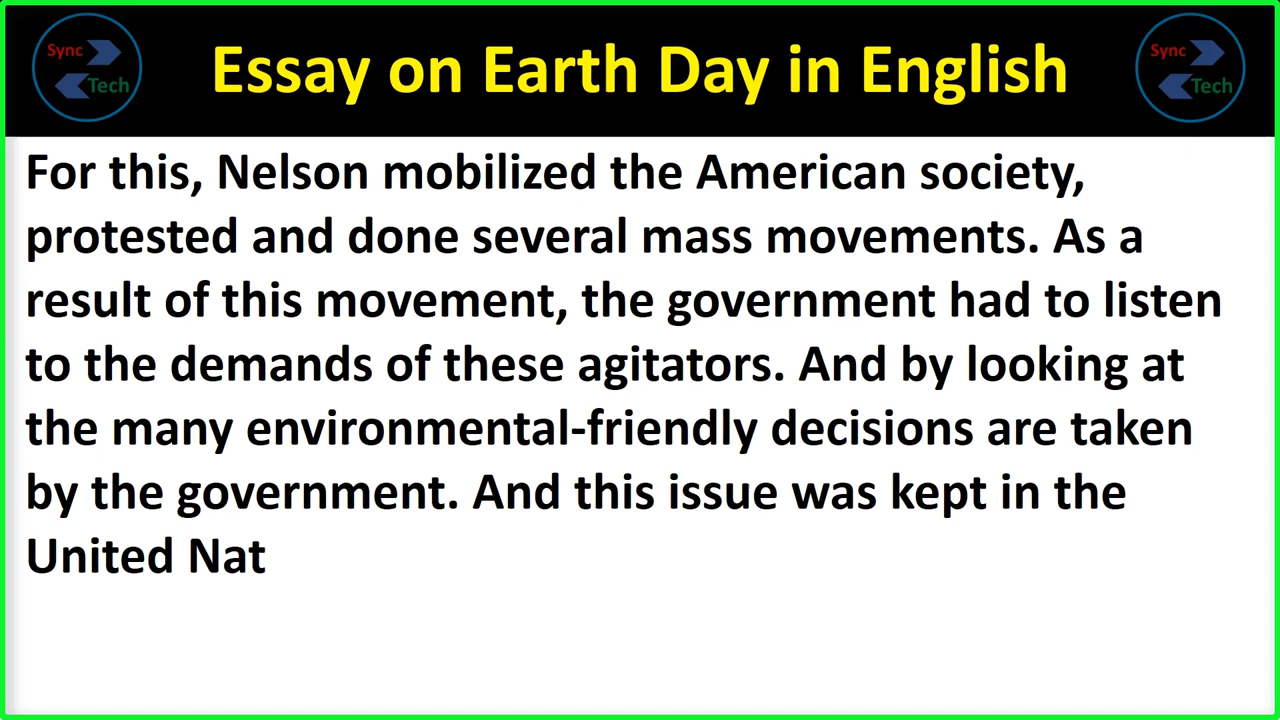 Sync
Tech
Essay on Earth Day in English
Sync
Tech
For this, Nelson mobilized the American society,
protested and done several mass movements. As a
result of this movement, the government had to listen
to the demands of these agitators. And by looking at
the many environmental-friendly decisions are taken
by the government. And this issue was kept in the
United Nat